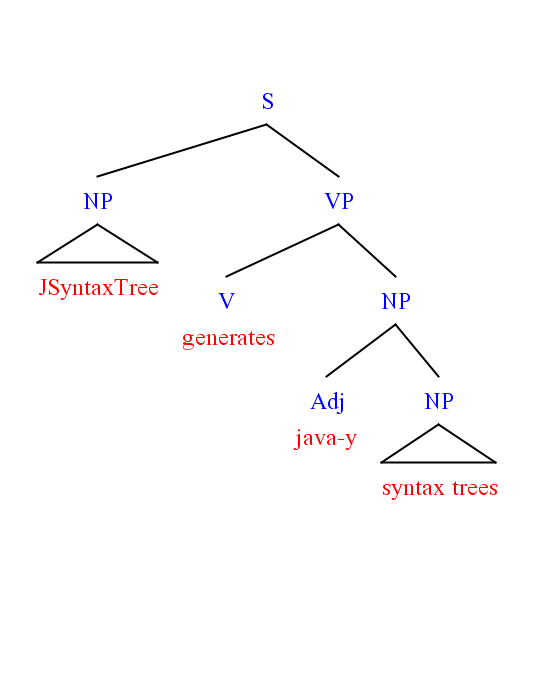 S
NP VP
JSyntaxTree
V NP
generates
Adj NP
java-y
syntax trees